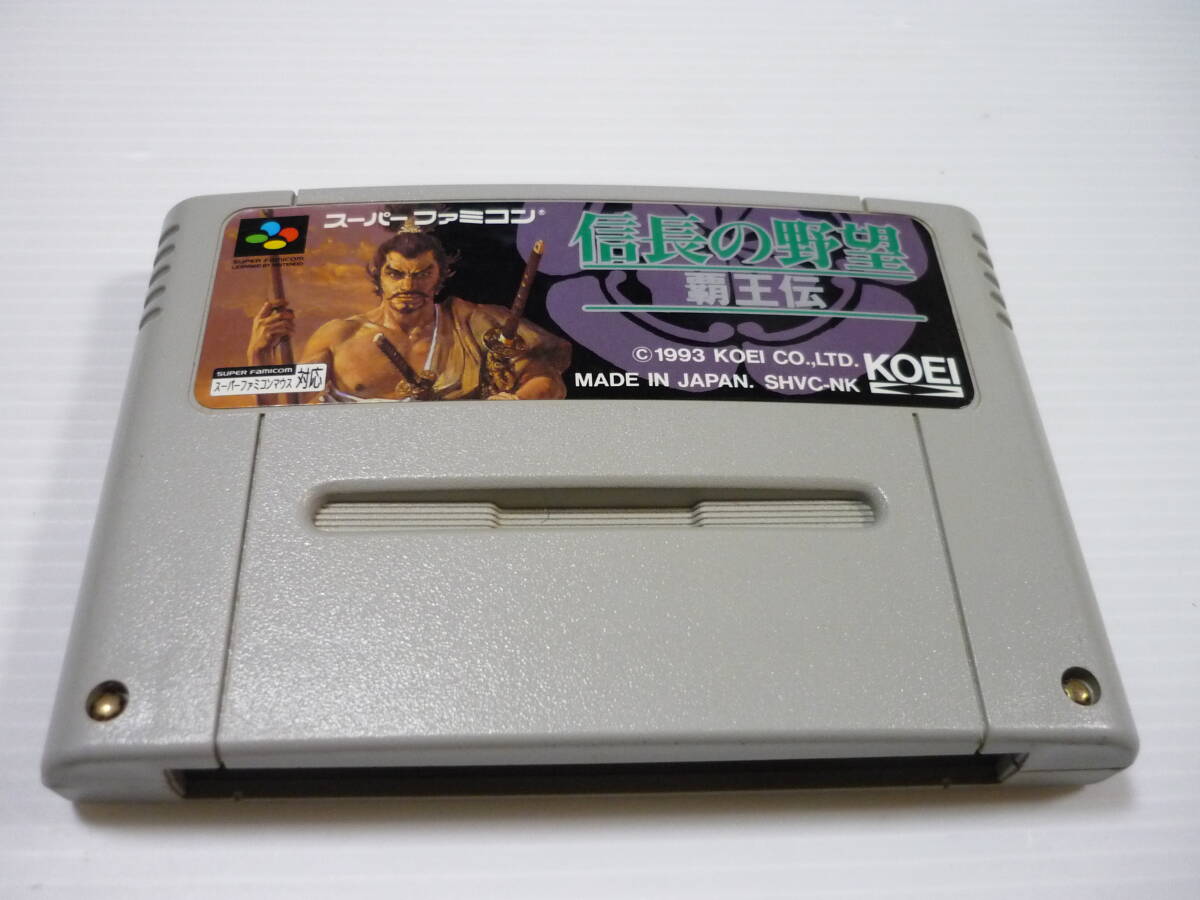 スーパーファミコン®
SUPER FAMICOM
LICENSED BY NINTENDO
信長の野望
覇王伝
SUPER FAMICOM
スーパーファミコンマウス 対応
©1993 KOEI CO.,LTD.
MADE IN JAPAN. SHVC-NK
KOEI